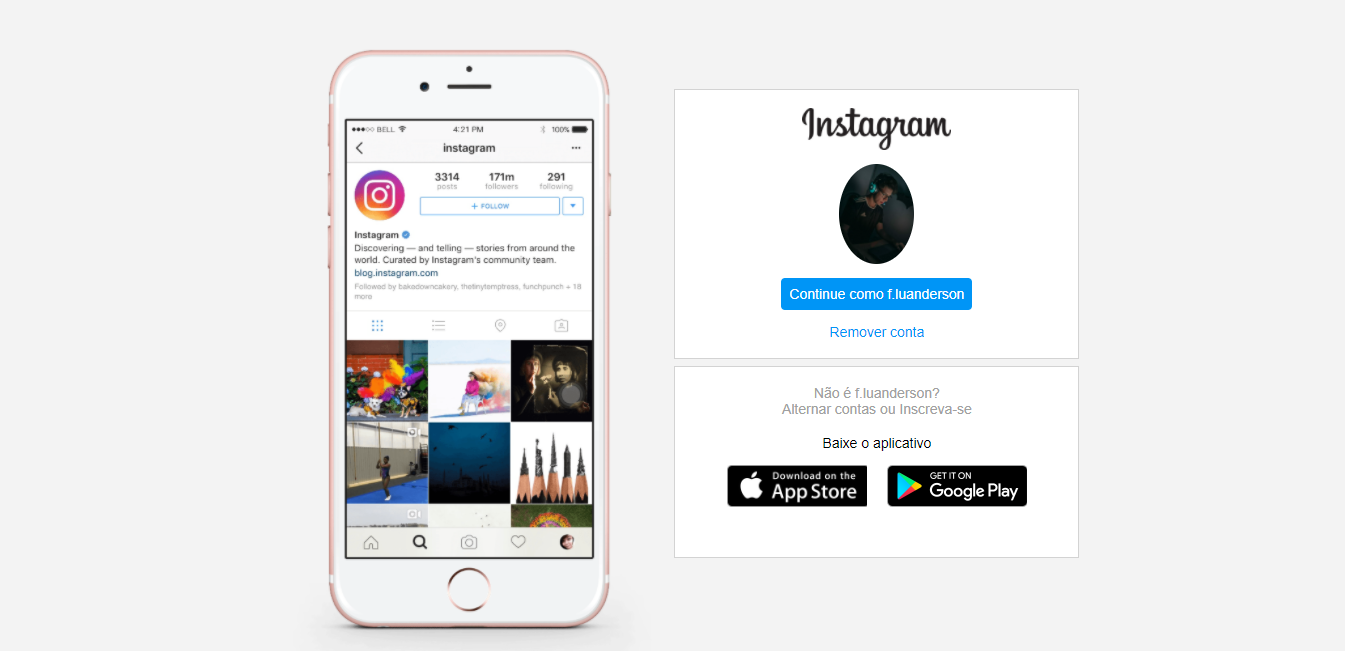 ●●●○○ BELL 4:21 PM 100%
instagram
3314 171m 291
posts followers following
+ FOLLOW
Instagram
Discovering — and telling — stories from around the
world. Curated by Instagram's community team.
blog.instagram.com
Followed by bakedowncakery, thetinytemptress, funchpunch + 18
more
Instagram
Continue como f.luanderson
Remover conta
Não é f.luanderson?
Alternar contas ou Inscreva-se
Baixe o aplicativo
Download on the
App Store
GET IT ON
Google Play